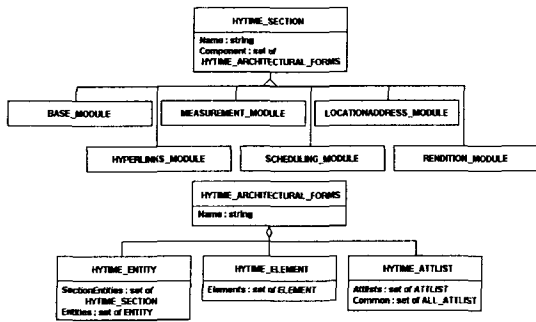 HYTIME_SECTION
Name : string
Component : set of
HYTIME_ARCHITECTURAL_FORMS
BASE_MODULE
MEASUREMENT_MODULE
LOCATIONADDRESS_MODULE
HYPERLINKS_MODULE
SCHEDULING_MODULE
RENDITION_MODULE
HYTIME_ARCHITECTURAL_FORMS
Name : string
HYTIME_ENTITY
SectionEntities : set of
HYTIME_SECTION
Entities : set of ENTITY
HYTIME_ELEMENT
Elements : set of ELEMENT
HYTIME_ATTLIST
Attlists : set of ATTLIST
Common : set of ALL_ATTLIST